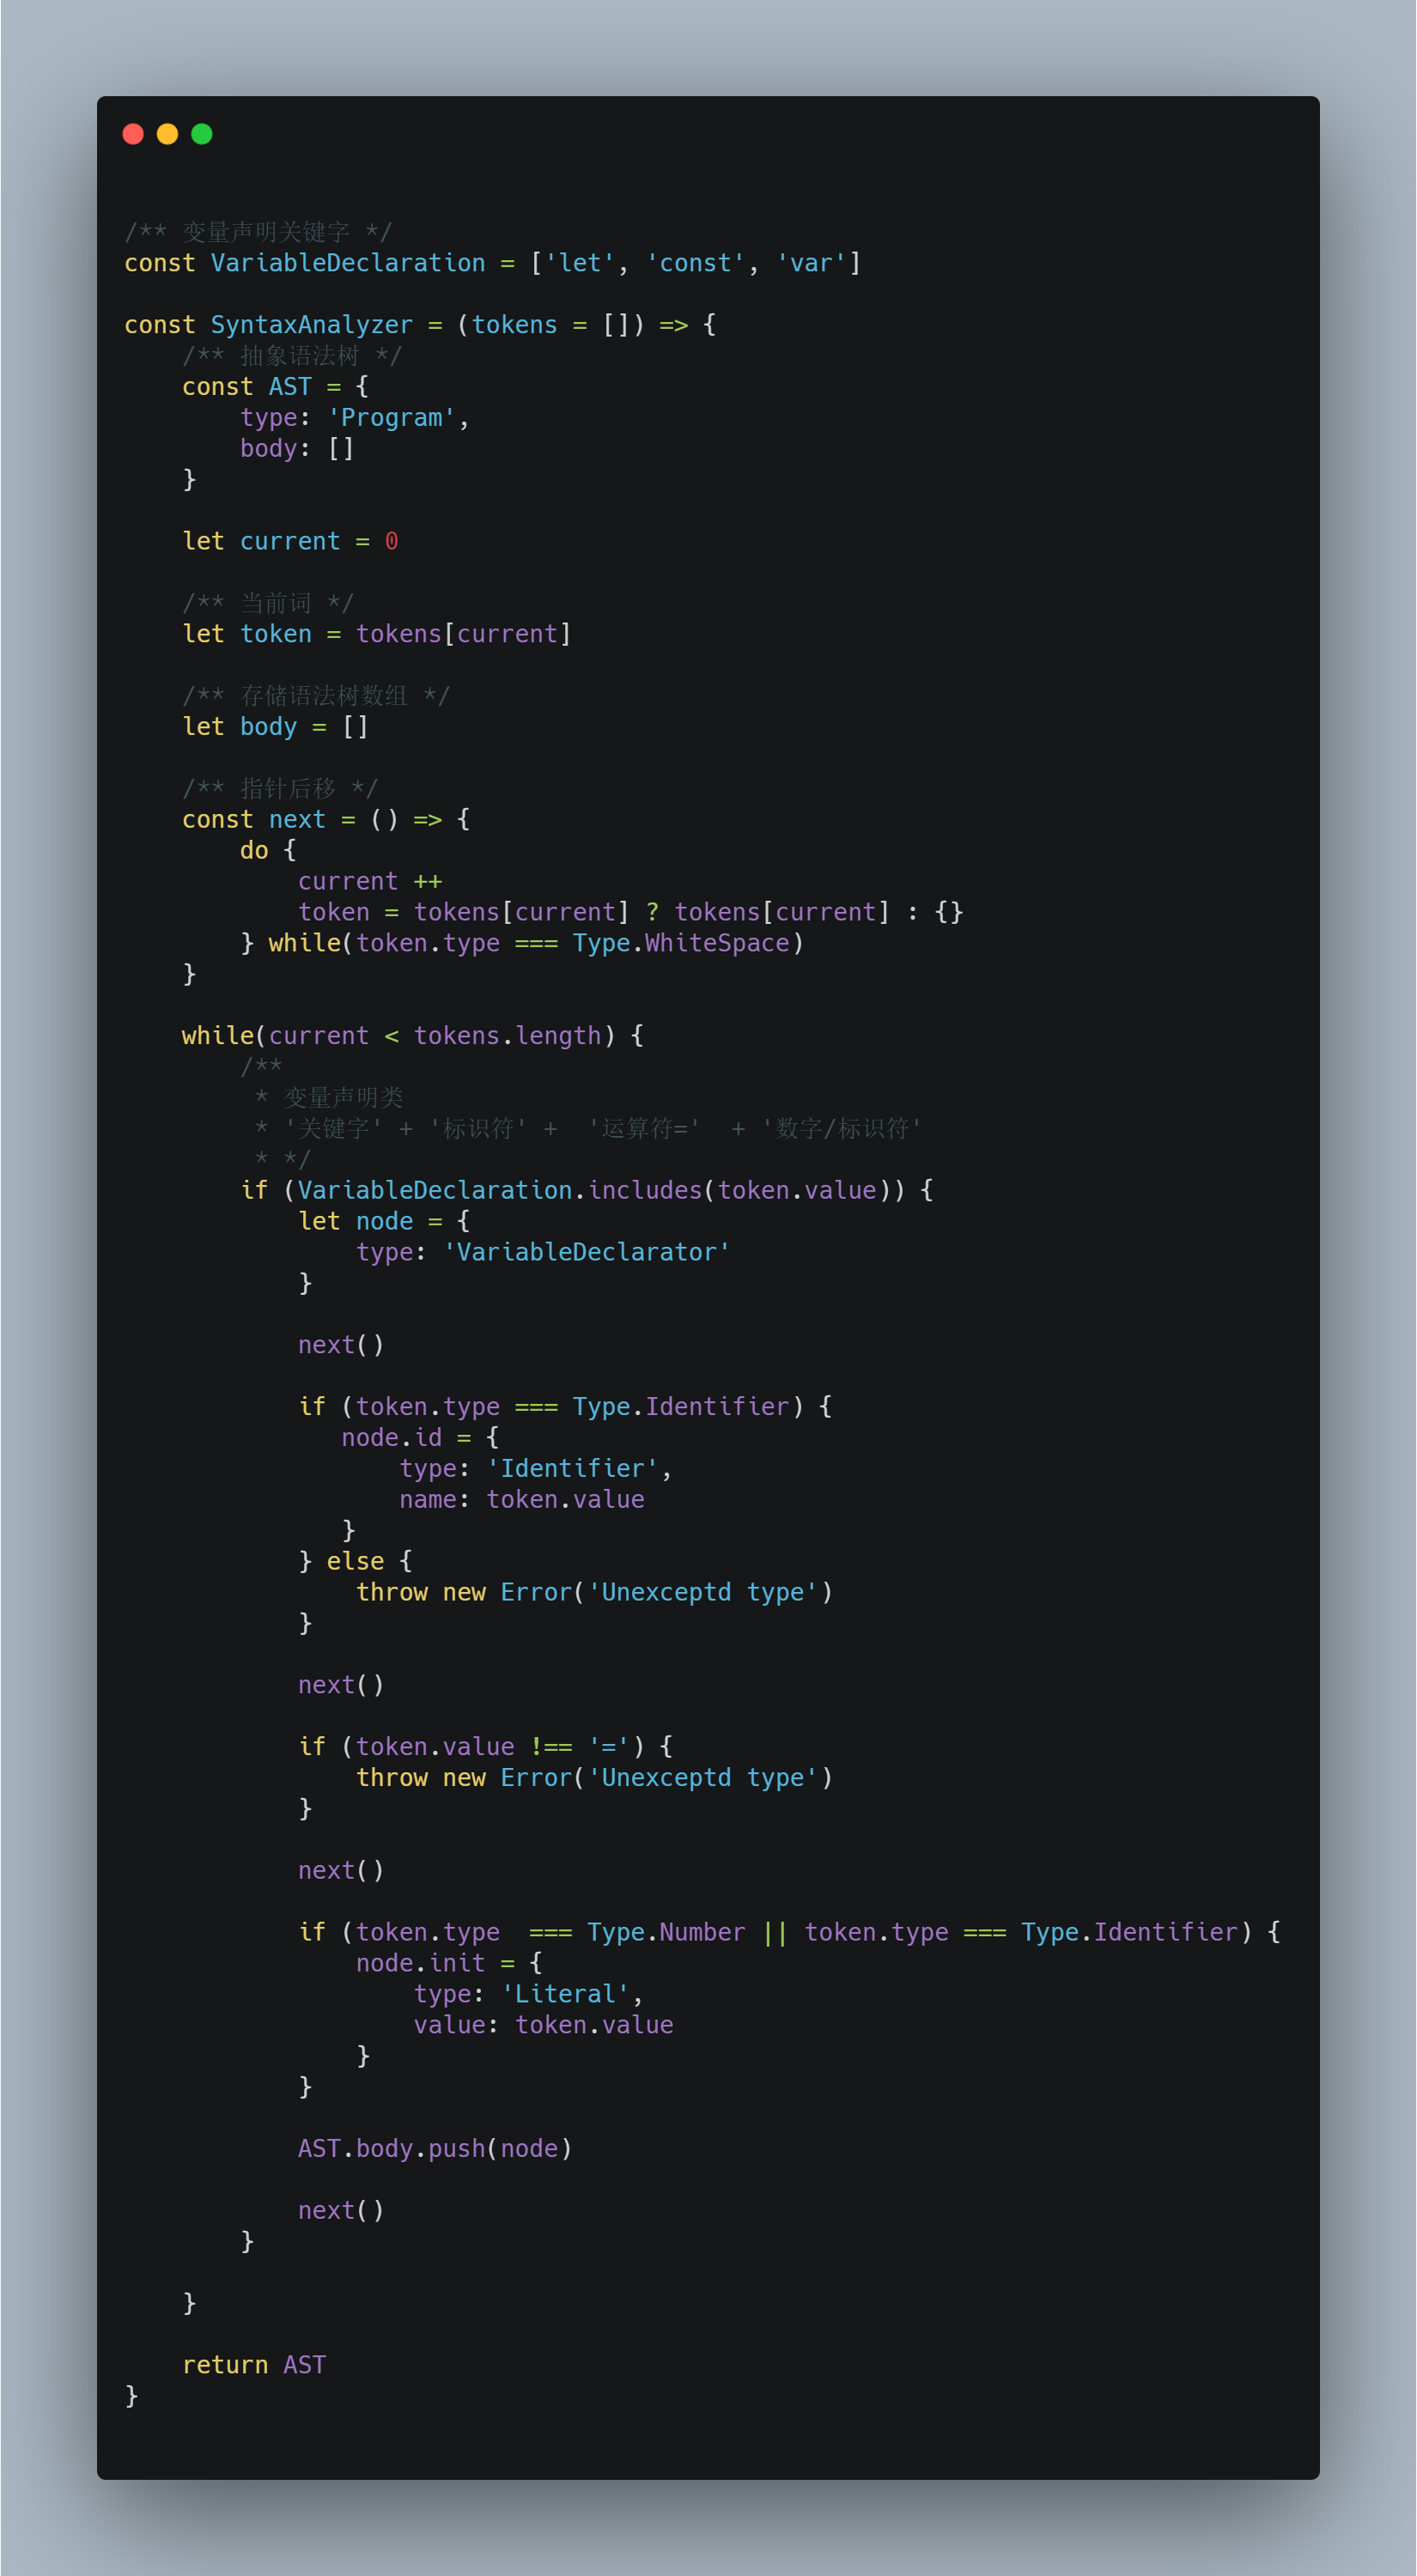 /** 变量声明关键字 */
const VariableDeclaration = ['let', 'const', 'var']
const SyntaxAnalyzer = (tokens = []) => {
/** 抽象语法树 */
const AST = {
type: 'Program',
body: []
}
let current = 0
/** 当前词 */
let token = tokens[current]
/** 存储语法树数组 */
let body = []
/** 指针后移 */
const next = () => {
do {
current ++
token = tokens[current] ? tokens[current] : {}
} while(token.type === Type.WhiteSpace)
}
while(current < tokens.length) {
/**
* 变量声明类
* '关键字' + '标识符' +  '运算符='  + '数字/标识符'
* */
if (VariableDeclaration.includes(token.value)) {
let node = {
type: 'VariableDeclarator'
}
next()
if (token.type === Type.Identifier) {
node.id = {
type: 'Identifier',
name: token.value
}
} else {
throw new Error('Unexceptd type')
}
next()
if (token.value !== '=') {
throw new Error('Unexceptd type')
}
next()
if (token.type  === Type.Number || token.type === Type.Identifier) {
node.init = {
type: 'Literal',
value: token.value
}
}
AST.body.push(node)
next()
}
}
return AST
}